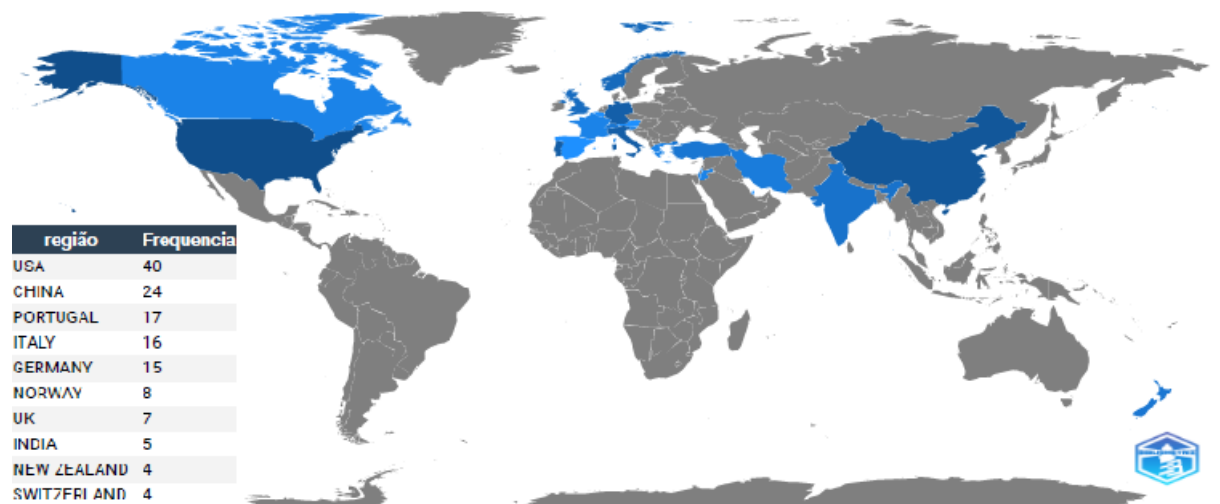 região Frequencia
USA 40
CHINA 24
PORTUGAL 17
ITALY 16
GERMANY 15
NORWAY 8
UK 7
INDIA 5
NEW ZEALAND 4
SWITZERLAND 4